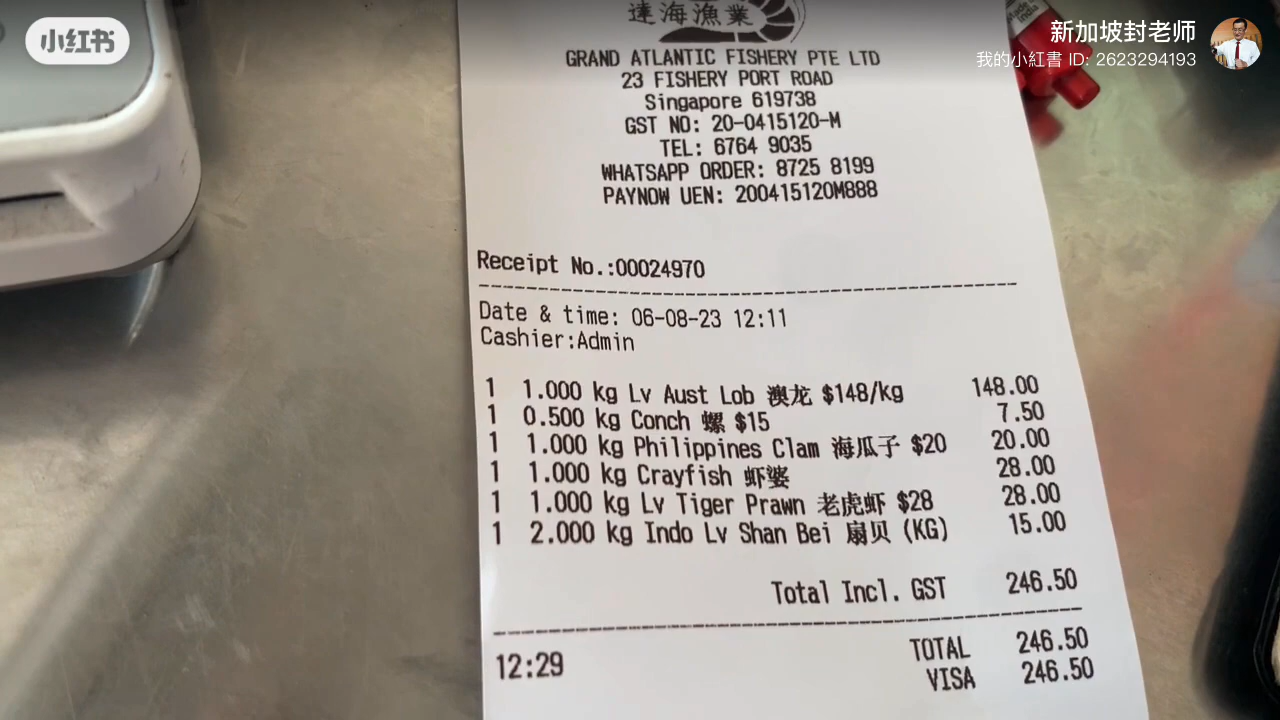 小红书
新加坡封老师
我的小紅書 ID: 2623294193
達海漁業
GRAND ATLANTIC FISHERY PTE LTD
23 FISHERY PORT ROAD
Singapore 619738
GST NO: 20-0415120-M
TEL: 6764 9035
WHATSAPP ORDER: 8725 8199
PAYNOW UEN: 200415120M888
Receipt No.:00024970
Date & time: 06-08-23 12:11
Cashier:Admin
1 1.000 kg Lv Aust Lob 澳龙 $148/kg 148.00
1 0.500 kg Conch 螺 $15 7.50
1 1.000 kg Philippines Clam 海瓜子 $20 20.00
1 1.000 kg Crayfish 虾婆 28.00
1 1.000 kg Lv Tiger Prawn 老虎虾 $28 28.00
1 2.000 kg Indo Lv Shan Bei 扇贝 (KG) 15.00
Total Incl. GST 246.50
TOTAL 246.50
12:29
VISA 246.50